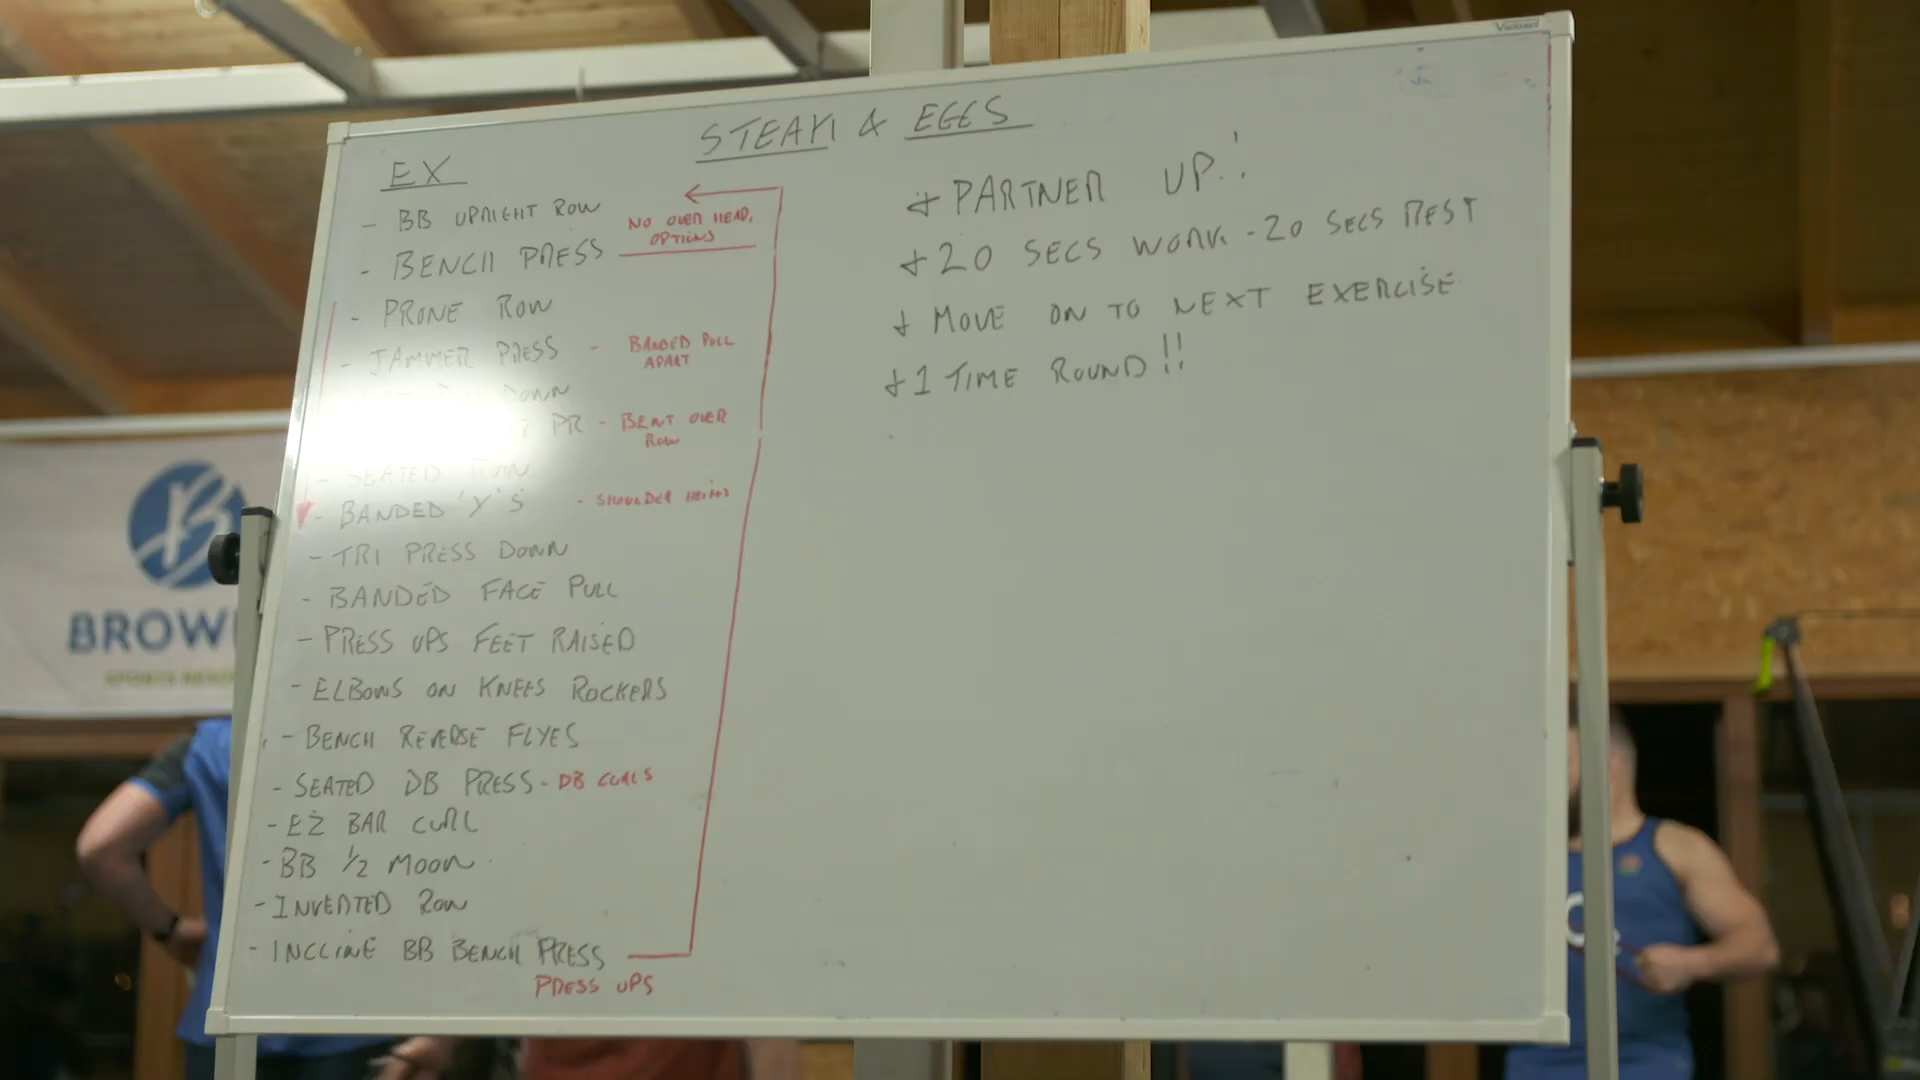 STEAK & EGGS
EX
- BB UPRIGHT ROW
- BENCH PRESS
NO OVER HEAD.
OPTIONS
- PRONE ROW
- JAMMER PRESS - BANDED PULL
APART
DOWN
PR - BENT OVER
ROW
- SEATED ROW
- BANDED 'Y'S - SHOULDER
- TRI PRESS DOWN
- BANDED FACE PULL
- PRESS UPS FEET RAISED
- ELBOWS ON KNEES ROCKERS
- BENCH REVERSE FLYES
- SEATED DB PRESS - DB CURLS
- EZ BAR CURL
- BB 1/2 MOON
- INVERTED ROW
- INCLINE BB BENCH PRESS
PRESS UPS
+ PARTNER UP!
+ 20 SECS WORK - 20 SECS REST
+ MOVE ON TO NEXT EXERCISE
+ 1 TIME ROUND!!
B
BROW